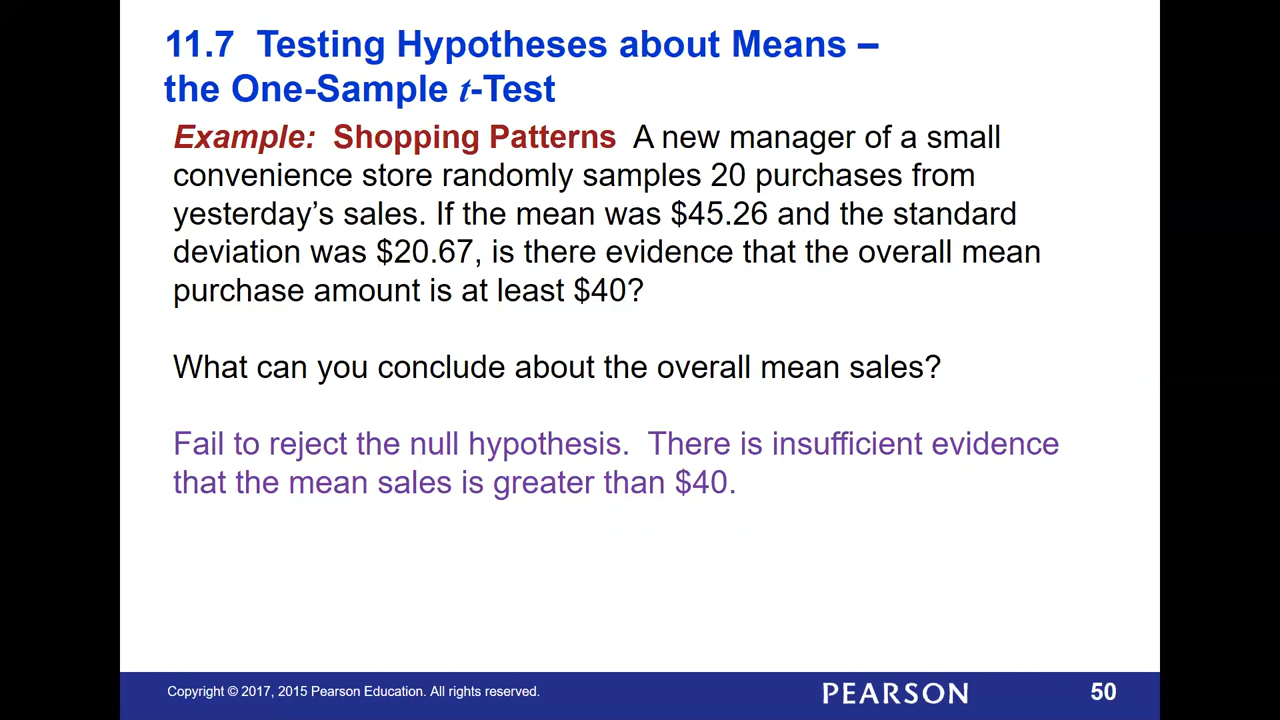 11.7 Testing Hypotheses about Means –
the One-Sample t-Test
Example: Shopping Patterns A new manager of a small
convenience store randomly samples 20 purchases from
yesterday’s sales. If the mean was $45.26 and the standard
deviation was $20.67, is there evidence that the overall mean
purchase amount is at least $40?
What can you conclude about the overall mean sales?
Fail to reject the null hypothesis. There is insufficient evidence
that the mean sales is greater than $40.
Copyright © 2017, 2015 Pearson Education. All rights reserved.
PEARSON
50